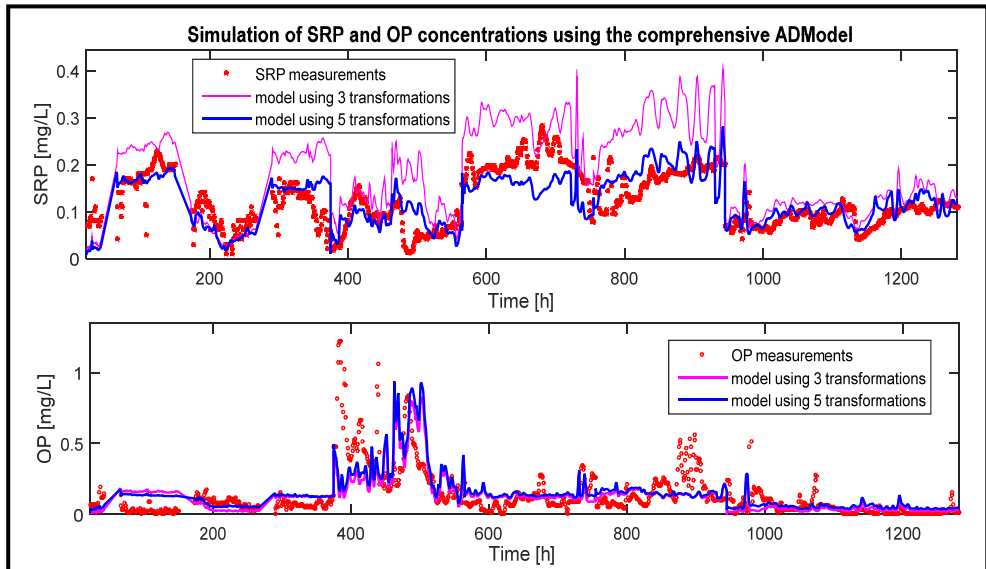 Simulation of SRP and OP concentrations using the comprehensive ADModel
SRP measurements
model using 3 transformations
model using 5 transformations
SRP [mg/L]
0.4
0.3
0.2
0.1
0
200 400 600 800 1000 1200
Time [h]
OP measurements
model using 3 transformations
model using 5 transformations
OP [mg/L]
1
0.5
0
200 400 600 800 1000 1200
Time [h]